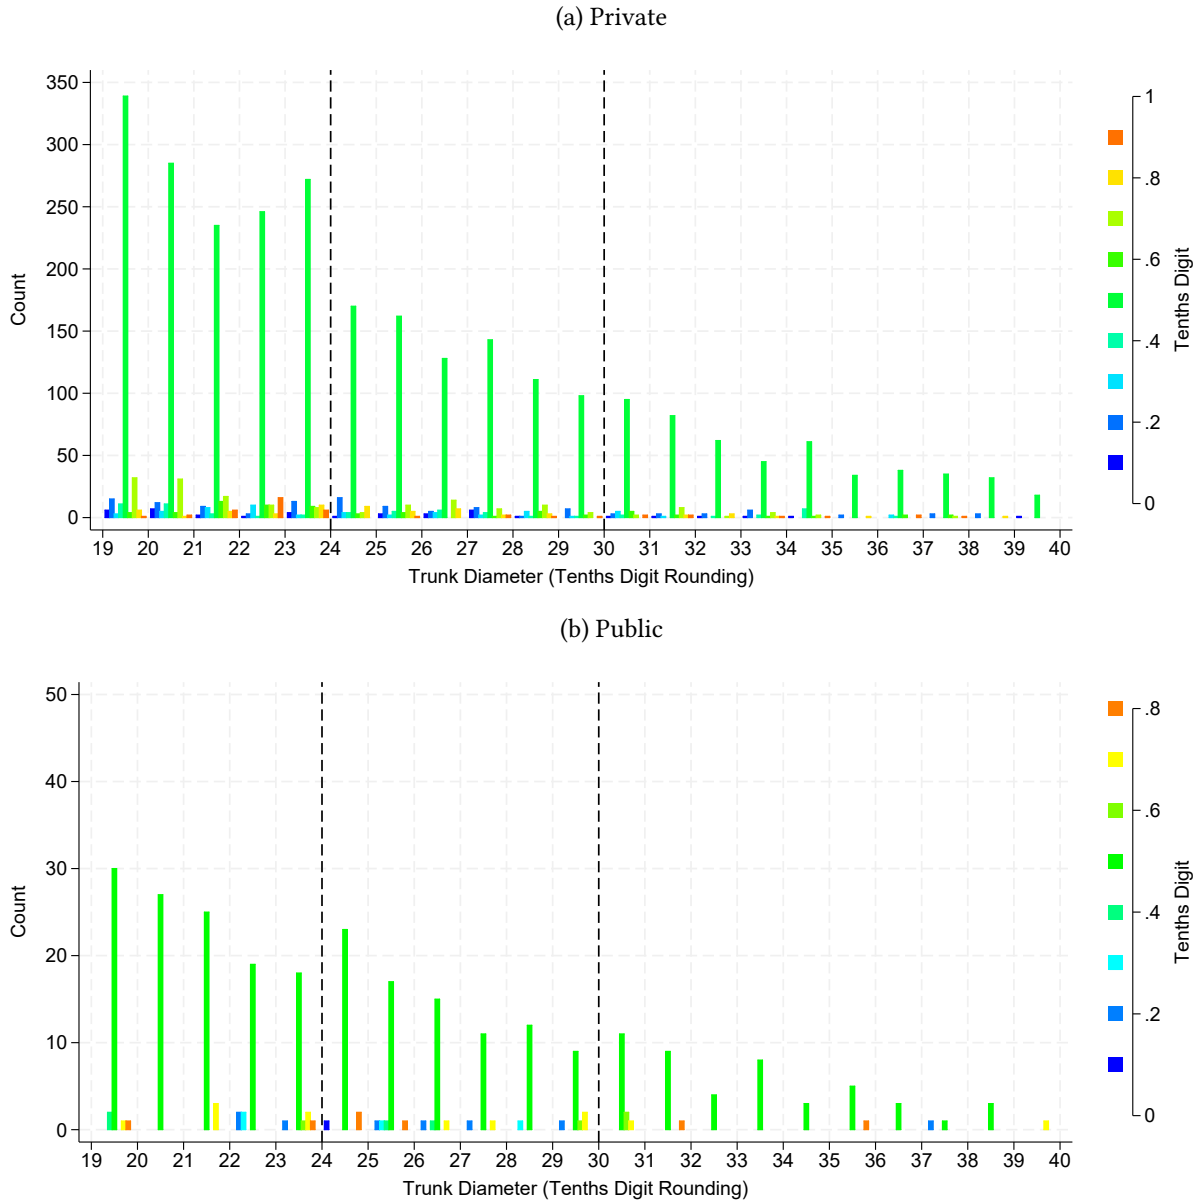 (a) Private
350
300
250
200
150
100
50
0
Count
19 20 21 22 23 24 25 26 27 28 29 30 31 32 33 34 35 36 37 38 39 40
Trunk Diameter (Tenths Digit Rounding)
1
.8
.6
.4
.2
0
Tenths Digit
(b) Public
50
40
30
20
10
0
Count
19 20 21 22 23 24 25 26 27 28 29 30 31 32 33 34 35 36 37 38 39 40
Trunk Diameter (Tenths Digit Rounding)
.8
.6
.4
.2
0
Tenths Digit